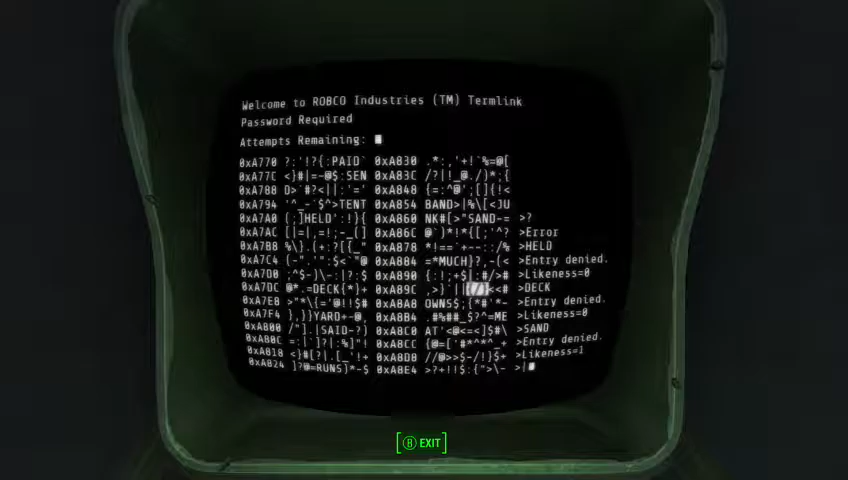 Welcome to ROBCO Industries (TM) Termlink
Password Required
Attempts Remaining: ■
0xA770 ?:'!?{:PAID` 0xA830 .*:,'+!`%=@[
0xA77C <}#|=-@$:SEN 0xA83C /?|!_@./)*;{
0xA788 D>`#?<||:'=' 0xA848 {=:^@';[]{!<
0xA794 '^_-`$^>TENT 0xA854 BAND>|%\[<JU
0xA7A0 (;]HELD':!}{ 0xA860 NK#[>"SAND-= >?
0xA7AC [|=|,=!;-_(] 0xA86C @`)*!*{[;'^? >Error
0xA7B8 %\}.(+:?[{_" 0xA878 *!==`+--::/% >HELD
0xA7C4 (-".'":$<`"@ 0xA884 =*MUCH}?,-(< >Entry denied.
0xA7D0 ;^$-)\-:|?:$ 0xA890 {:!;+$|:#/># >Likeness=0
0xA7DC @*.=DECK{*}+ 0xA89C ,>}`||{/}<<# >DECK
0xA7E8 >"*\{='@!!$# 0xA8A8 OWNS$;{*#'*- >Entry denied.
0xA7F4 },}}YARD+-@, 0xA8B4 .#%##_$?^=ME >Likeness=0
0xA800 /"].|SAID-?) 0xA8C0 AT'<@<=<]$#\ >SAND
0xA80C =:|`]?|:%]"! 0xA8CC {@=['#*^*^_+ >Entry denied.
0xA818 <}#[?|.[_'!+ 0xA8D8 //@>>$-/!)$+ >Likeness=1
0xA824 ]?@=RUNS)*-$ 0xA8E4 >?+!!$:{">\- >|■
(B) EXIT